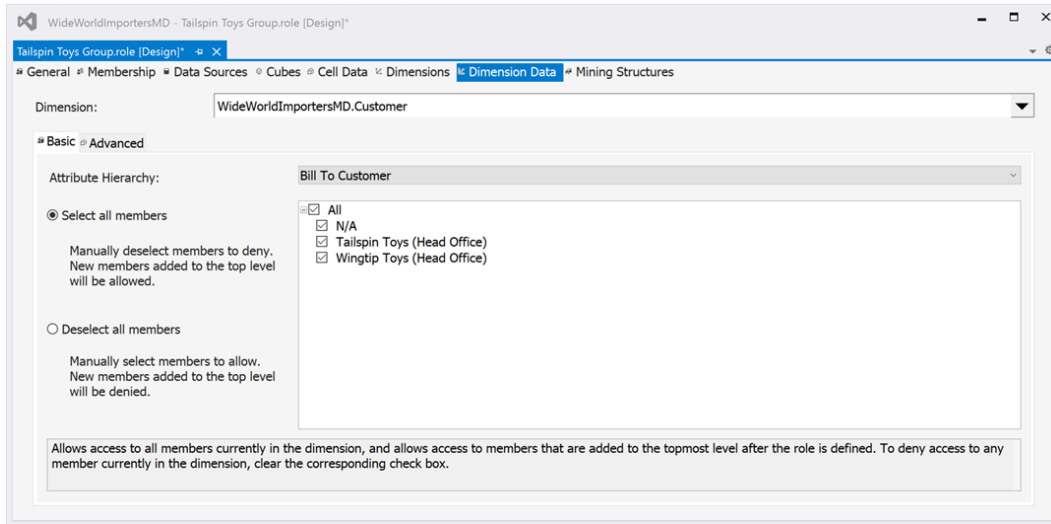 WideWorldImportersMD - Tailspin Toys Group.role [Design]*
Tailspin Toys Group.role [Design]*
General Membership Data Sources Cubes Cell Data Dimensions Dimension Data Mining Structures
Dimension: WideWorldImportersMD.Customer
Basic Advanced
Attribute Hierarchy: Bill To Customer
Select all members
Manually deselect members to deny.
New members added to the top level
will be allowed.
Deselect all members
Manually select members to allow.
New members added to the top level
will be denied.
All
N/A
Tailspin Toys (Head Office)
Wingtip Toys (Head Office)
Allows access to all members currently in the dimension, and allows access to members that are added to the topmost level after the role is defined. To deny access to any
member currently in the dimension, clear the corresponding check box.